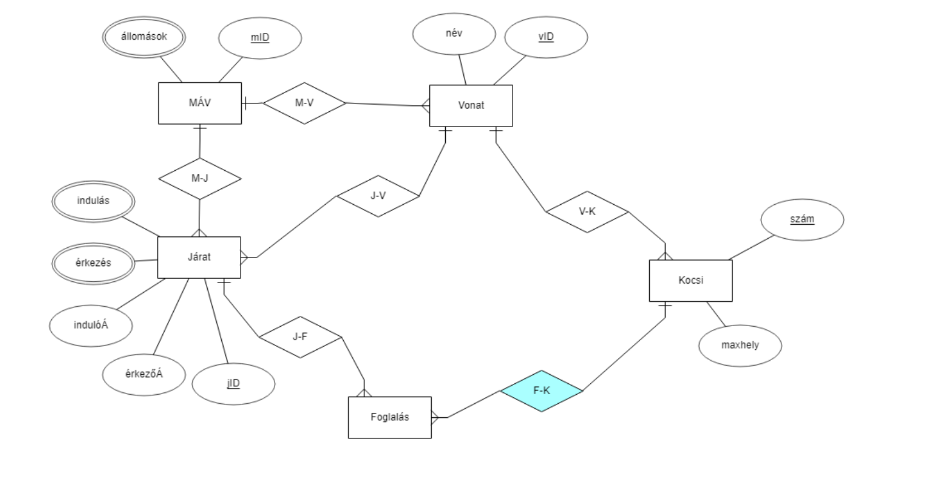 állomások
mID
név
vID
MÁV
M-V
Vonat
M-J
J-V
V-K
indulás
szám
Járat
érkezés
Kocsi
indulóÁ
J-F
maxhely
érkezőÁ
jID
F-K
Foglalás